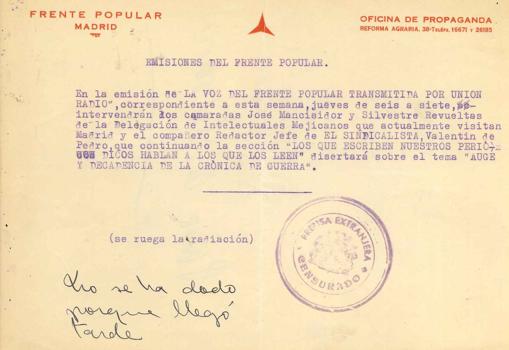 FRENTE POPULAR
MADRID
OFICINA DE PROPAGANDA
REFORMA AGRARIA, 38-Teléfs. 16671 y 26185
EMISIONES DEL FRENTE POPULAR.
En la emisión de "LA VOZ DEL FRENTE POPULAR TRANSMITIDA POR UNION
RADIO", correspondiente a esta semana, jueves de seis a siete,
intervendrán los camaradas José Mancisidor y Silvestre Revueltas
de la Delegación de Intelectuales Mejicanos que actualmente visitan
Madrid y el compañero Redactor Jefe de EL SINDICALISTA, Valentin de
Pedro, que continuando la sección "LOS QUE ESCRIBEN NUESTROS PERIO-
DICOS HABLAN A LOS QUE LOS LEEN" disertará sobre el tema "AUGE
Y DECADENCIA DE LA CRÓNICA DE GUERRA".
(se ruega la radiación)
PRENSA EXTRANJERA
CENSURADO
No se ha dado
porque llegó
tarde